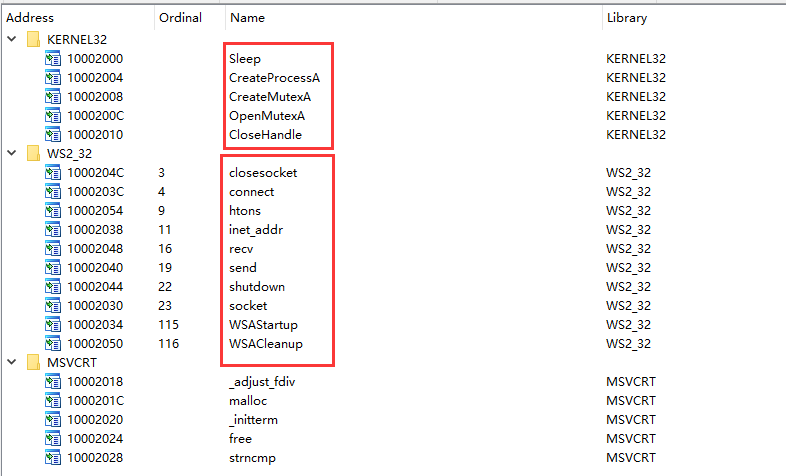 Address Ordinal Name Library
KERNEL32
10002000 Sleep KERNEL32
10002004 CreateProcessA KERNEL32
10002008 CreateMutexA KERNEL32
1000200C OpenMutexA KERNEL32
10002010 CloseHandle KERNEL32
WS2_32
1000204C 3 closesocket WS2_32
1000203C 4 connect WS2_32
10002054 9 htons WS2_32
10002038 11 inet_addr WS2_32
10002048 16 recv WS2_32
10002040 19 send WS2_32
10002044 22 shutdown WS2_32
10002030 23 socket WS2_32
10002034 115 WSAStartup WS2_32
10002050 116 WSACleanup WS2_32
MSVCRT
10002018 _adjust_fdiv MSVCRT
1000201C malloc MSVCRT
10002020 _initterm MSVCRT
10002024 free MSVCRT
10002028 strncmp MSVCRT